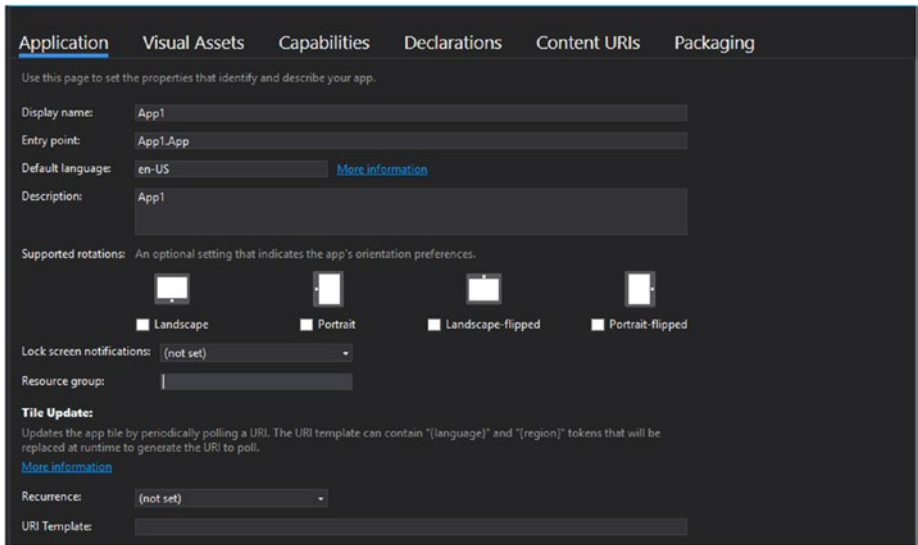 Application Visual Assets Capabilities Declarations Content URIs Packaging
Use this page to set the properties that identify and describe your app.
Display name: App1
Entry point: App1.App
Default language: en-US More information
Description: App1
Supported rotations: An optional setting that indicates the app's orientation preferences.
Landscape Portrait Landscape-flipped Portrait-flipped
Lock screen notifications: (not set)
Resource group:
Tile Update:
Updates the app tile by periodically polling a URI. The URI template can contain "{language}" and "{region}" tokens that will be
replaced at runtime to generate the URI to poll.
More information
Recurrence: (not set)
URI Template: